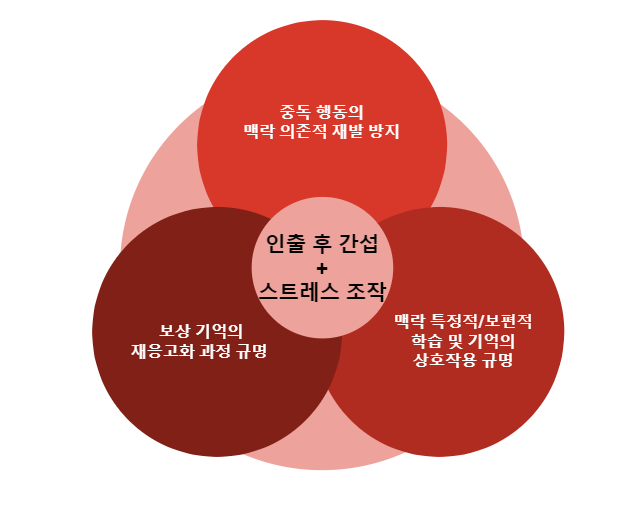 중독 행동의
맥락 의존적 재발 방지
인출 후 간섭
+
스트레스 조작
보상 기억의
재응고화 과정 규명
맥락 특정적/보편적
학습 및 기억의
상호작용 규명